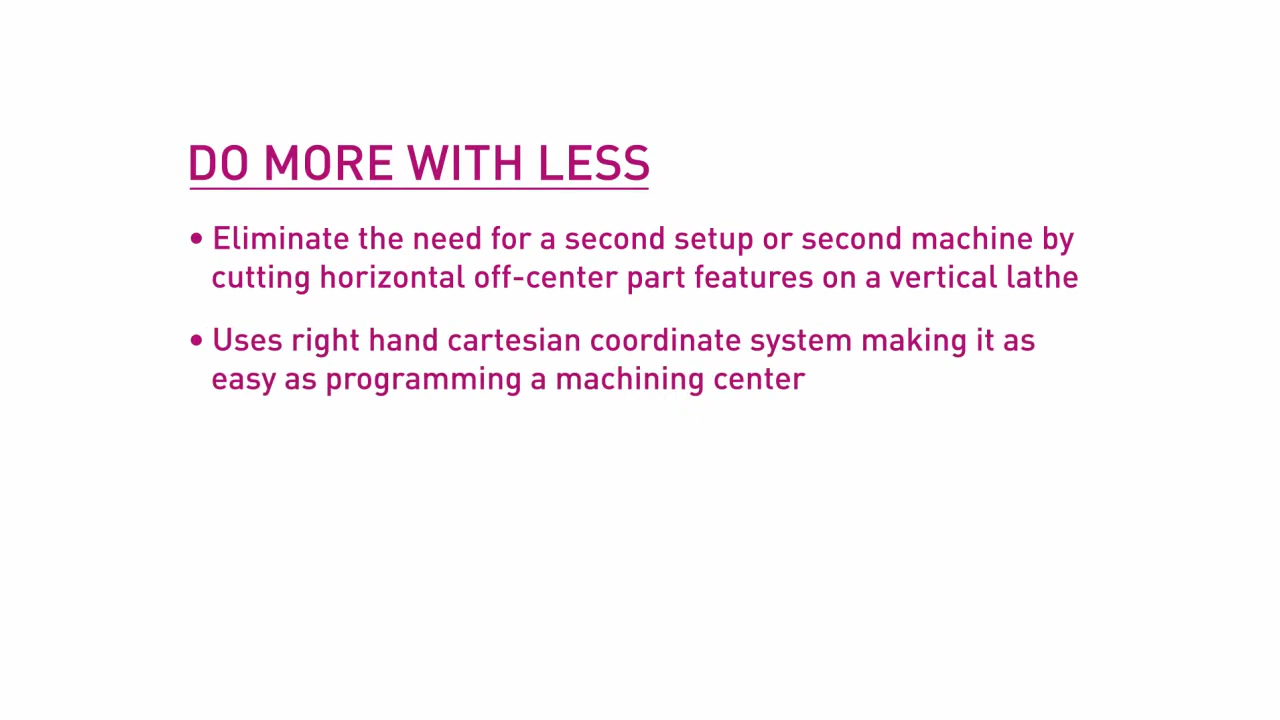 DO MORE WITH LESS
• Eliminate the need for a second setup or second machine by
cutting horizontal off-center part features on a vertical lathe
• Uses right hand cartesian coordinate system making it as
easy as programming a machining center